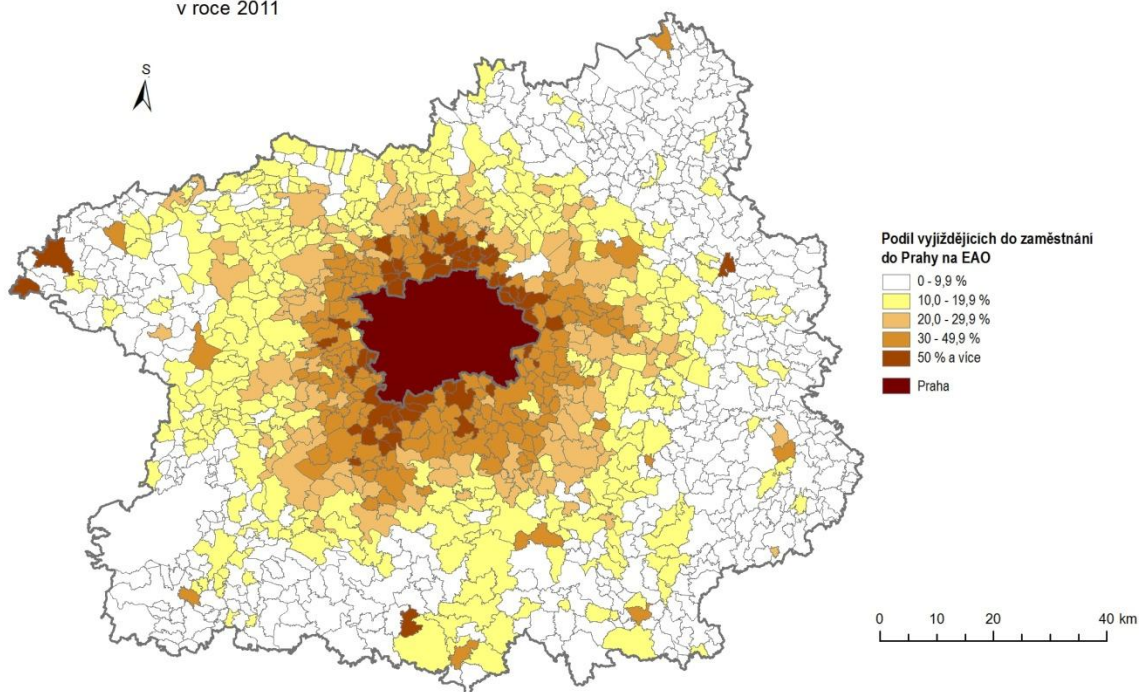 v roce 2011
S
Podíl vyjíždějících do zaměstnání
do Prahy na EAO
0 - 9,9 %
10,0 - 19,9 %
20,0 - 29,9 %
30 - 49,9 %
50 % a více
Praha
0 10 20 40 km